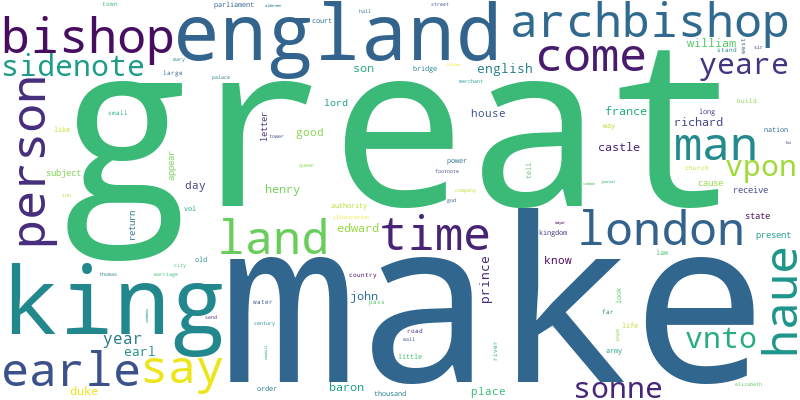 town
parliament
alderman
street
bishop england archbishop
court
hall
sidenote
mary
large
palace
son
bridge
merchant
english
come
william
stand
west
sir
yeare
great
person
like
small
subject
appear
letter
lord
good
house
france
may
richard
long
build
nation
man
castle
power
footnote
tell
vpon
church
cause
receive
tower
queen
day
henry
vol
return
authority
illustration
company
god
land
edward
time
london
state
kingdom
present
know
law
king
make
old
city
thomas
marriage
country
prince
water
john
pass
century
send
road
wall
little
river
far
look
life
army
haue
year
earl
vnto
earle say
duke
order
baron
thousand
place
sonne
elizabeth